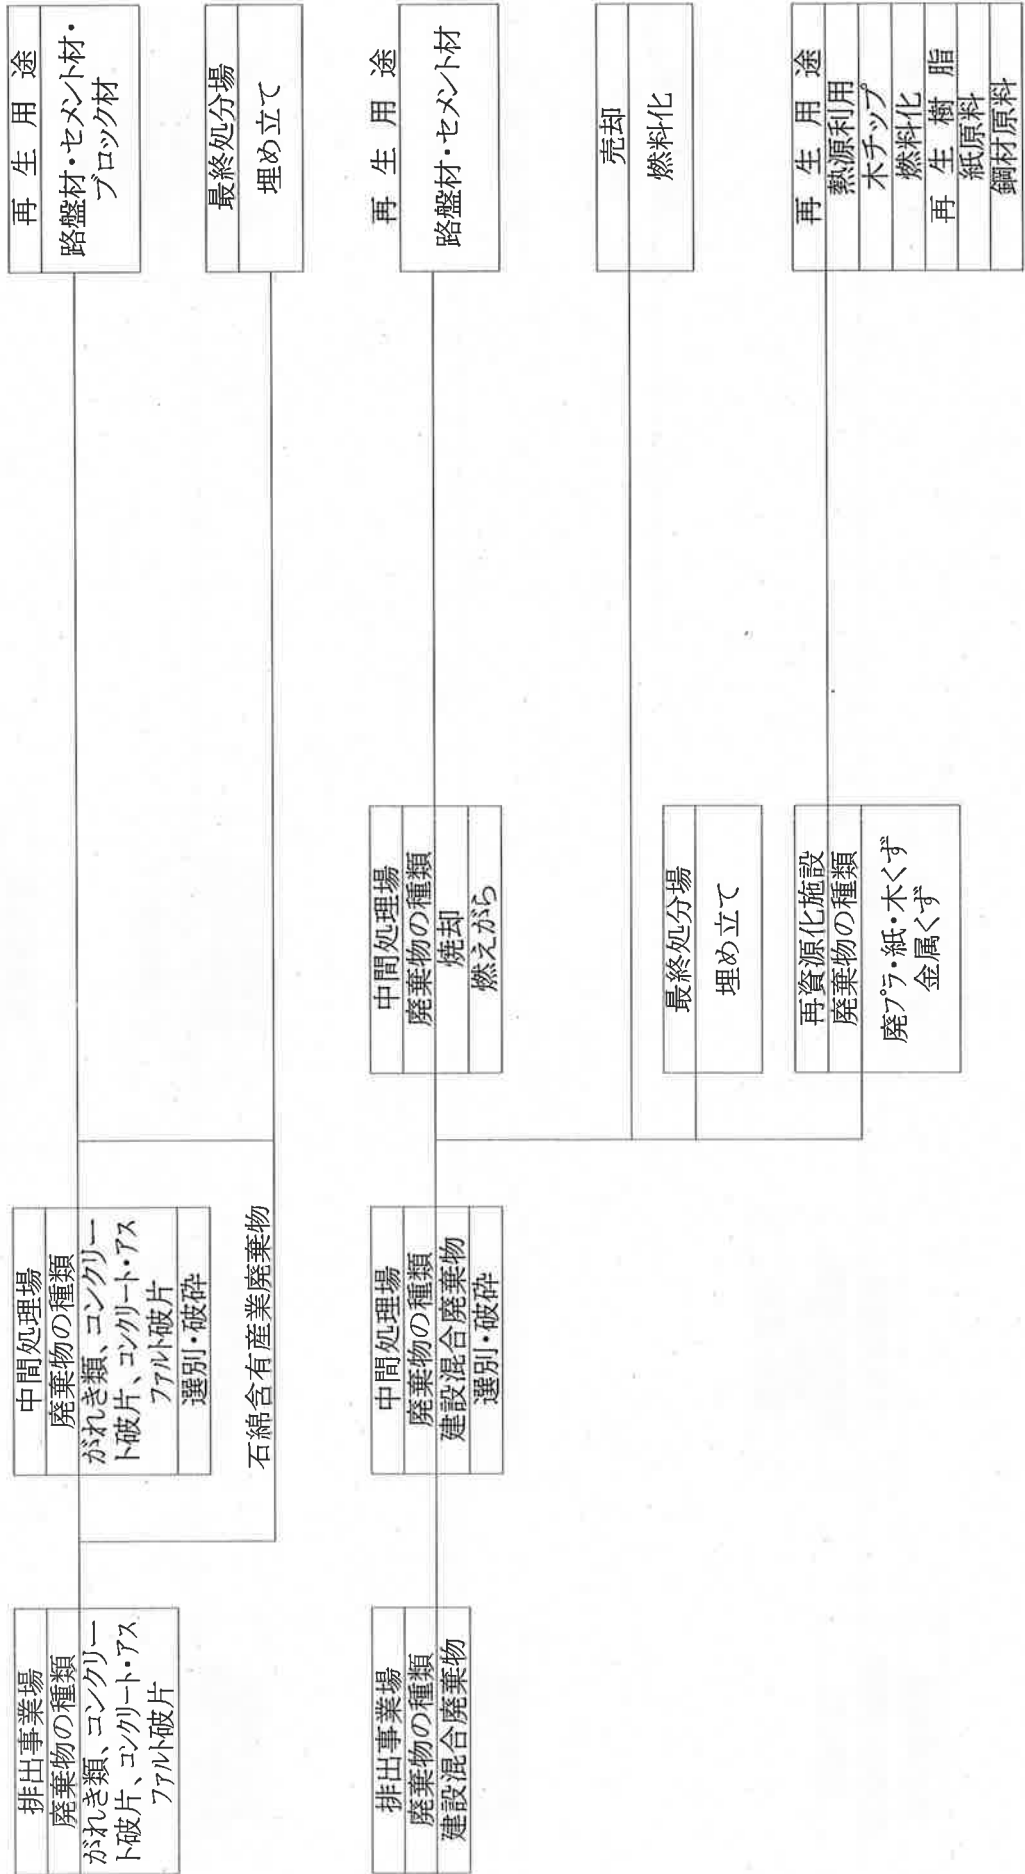 排出事業場
廃棄物の種類
がれき類、コンクリー
ト破片、コンクリート・アス
ファルト破片
中間処理場
廃棄物の種類
がれき類、コンクリー
ト破片、コンクリート・アス
ファルト破片
選別・破砕
石綿含有産業廃棄物
再生用途
路盤材・セメント材・
ブロック材
最終処分場
埋め立て
排出事業場
廃棄物の種類
建設混合廃棄物
中間処理場
廃棄物の種類
建設混合廃棄物
選別・破砕
中間処理場
廃棄物の種類
焼却
燃えがら
再生用途
路盤材・セメント材
売却
燃料化
最終処分場
埋め立て
再資源化施設
廃棄物の種類
廃プラ・紙・木くず
金属くず
再生用途
熱源利用
木チップ
燃料化
再生樹脂
紙原料
鋼材原料